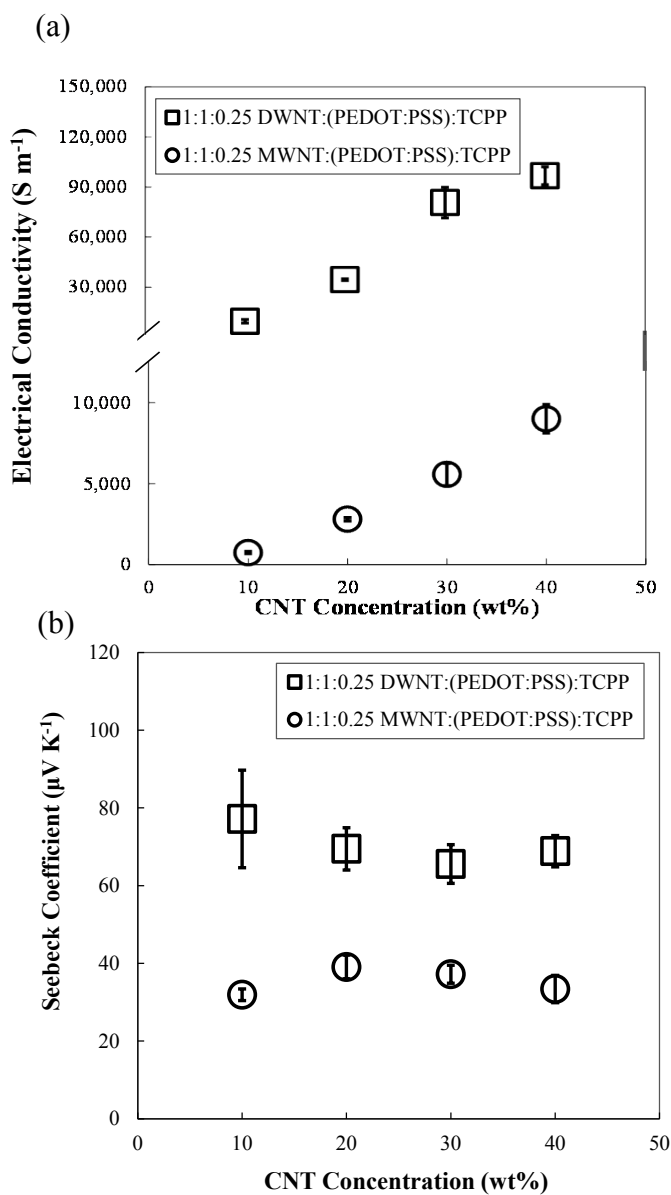 (a)
150,000
120,000
90,000
60,000
30,000
10,000
5,000
0
Electrical Conductivity (S m⁻¹)
1:1:0.25 DWNT:(PEDOT:PSS):TCPP
1:1:0.25 MWNT:(PEDOT:PSS):TCPP
0 10 20 30 40 50
CNT Concentration (wt%)
(b)
120
100
80
60
40
20
0
Seebeck Coefficient (µV K⁻¹)
1:1:0.25 DWNT:(PEDOT:PSS):TCPP
1:1:0.25 MWNT:(PEDOT:PSS):TCPP
0 10 20 30 40 50
CNT Concentration (wt%)